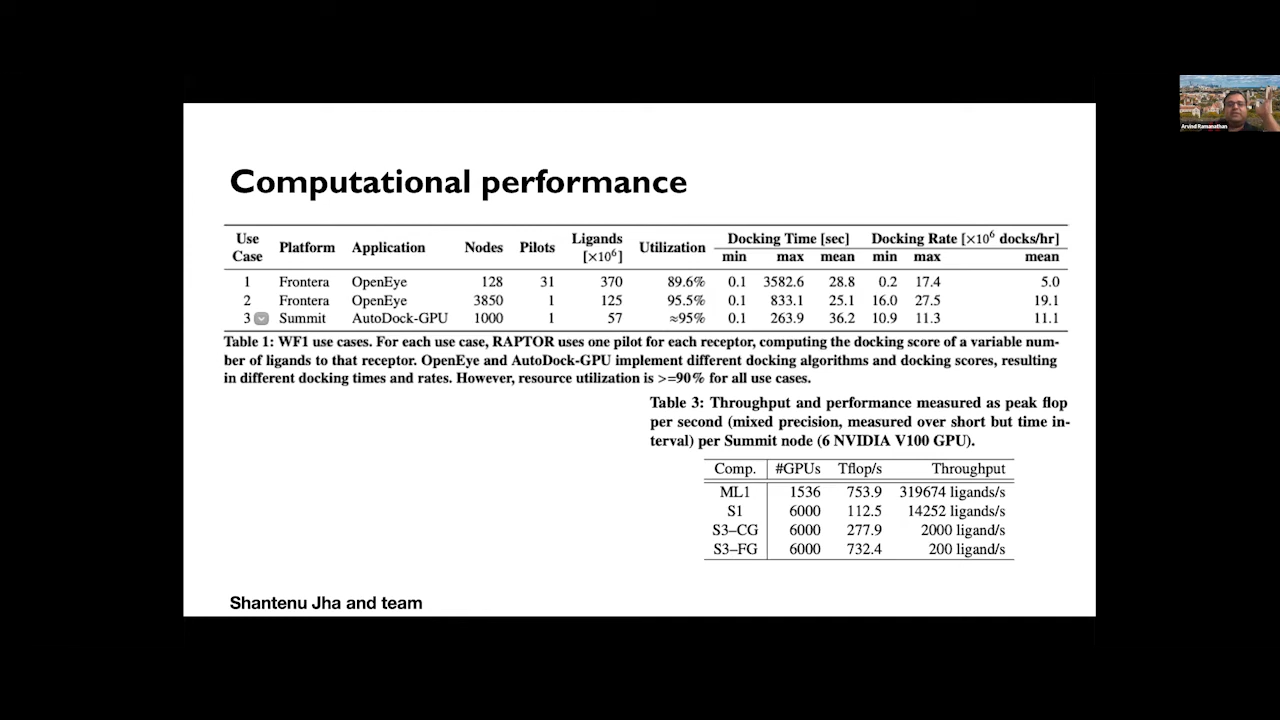 Arvind Ramanathan
Computational performance
Use Case Platform Application Nodes Pilots Ligands [×10⁶] Utilization Docking Time [sec] Docking Rate [×10⁶ docks/hr]
min max mean min max mean
1 Frontera OpenEye 128 31 370 89.6% 0.1 3582.6 28.8 0.2 17.4 5.0
2 Frontera OpenEye 3850 1 125 95.5% 0.1 833.1 25.1 16.0 27.5 19.1
3 Summit AutoDock-GPU 1000 1 57 ≈95% 0.1 263.9 36.2 10.9 11.3 11.1
Table 1: WF1 use cases. For each use case, RAPTOR uses one pilot for each receptor, computing the docking score of a variable num-
ber of ligands to that receptor. OpenEye and AutoDock-GPU implement different docking algorithms and docking scores, resulting
in different docking times and rates. However, resource utilization is >=90% for all use cases.
Table 3: Throughput and performance measured as peak flop
per second (mixed precision, measured over short but time in-
terval) per Summit node (6 NVIDIA V100 GPU).
Comp. #GPUs Tflop/s Throughput
ML1 1536 753.9 319674 ligands/s
S1 6000 112.5 14252 ligands/s
S3–CG 6000 277.9 2000 ligand/s
S3–FG 6000 732.4 200 ligand/s
Shantenu Jha and team